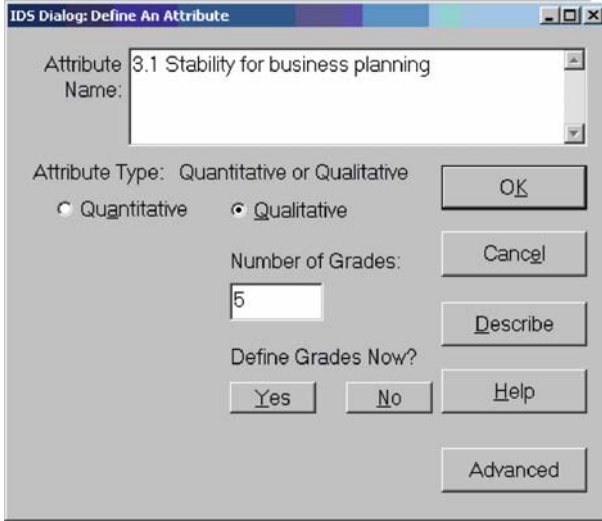 IDS Dialog: Define An Attribute
Attribute Name:
3.1 Stability for business planning
Attribute Type: Quantitative or Qualitative
Quantitative
Qualitative
OK
Number of Grades:
Cancel
5
Describe
Define Grades Now?
Yes
No
Help
Advanced